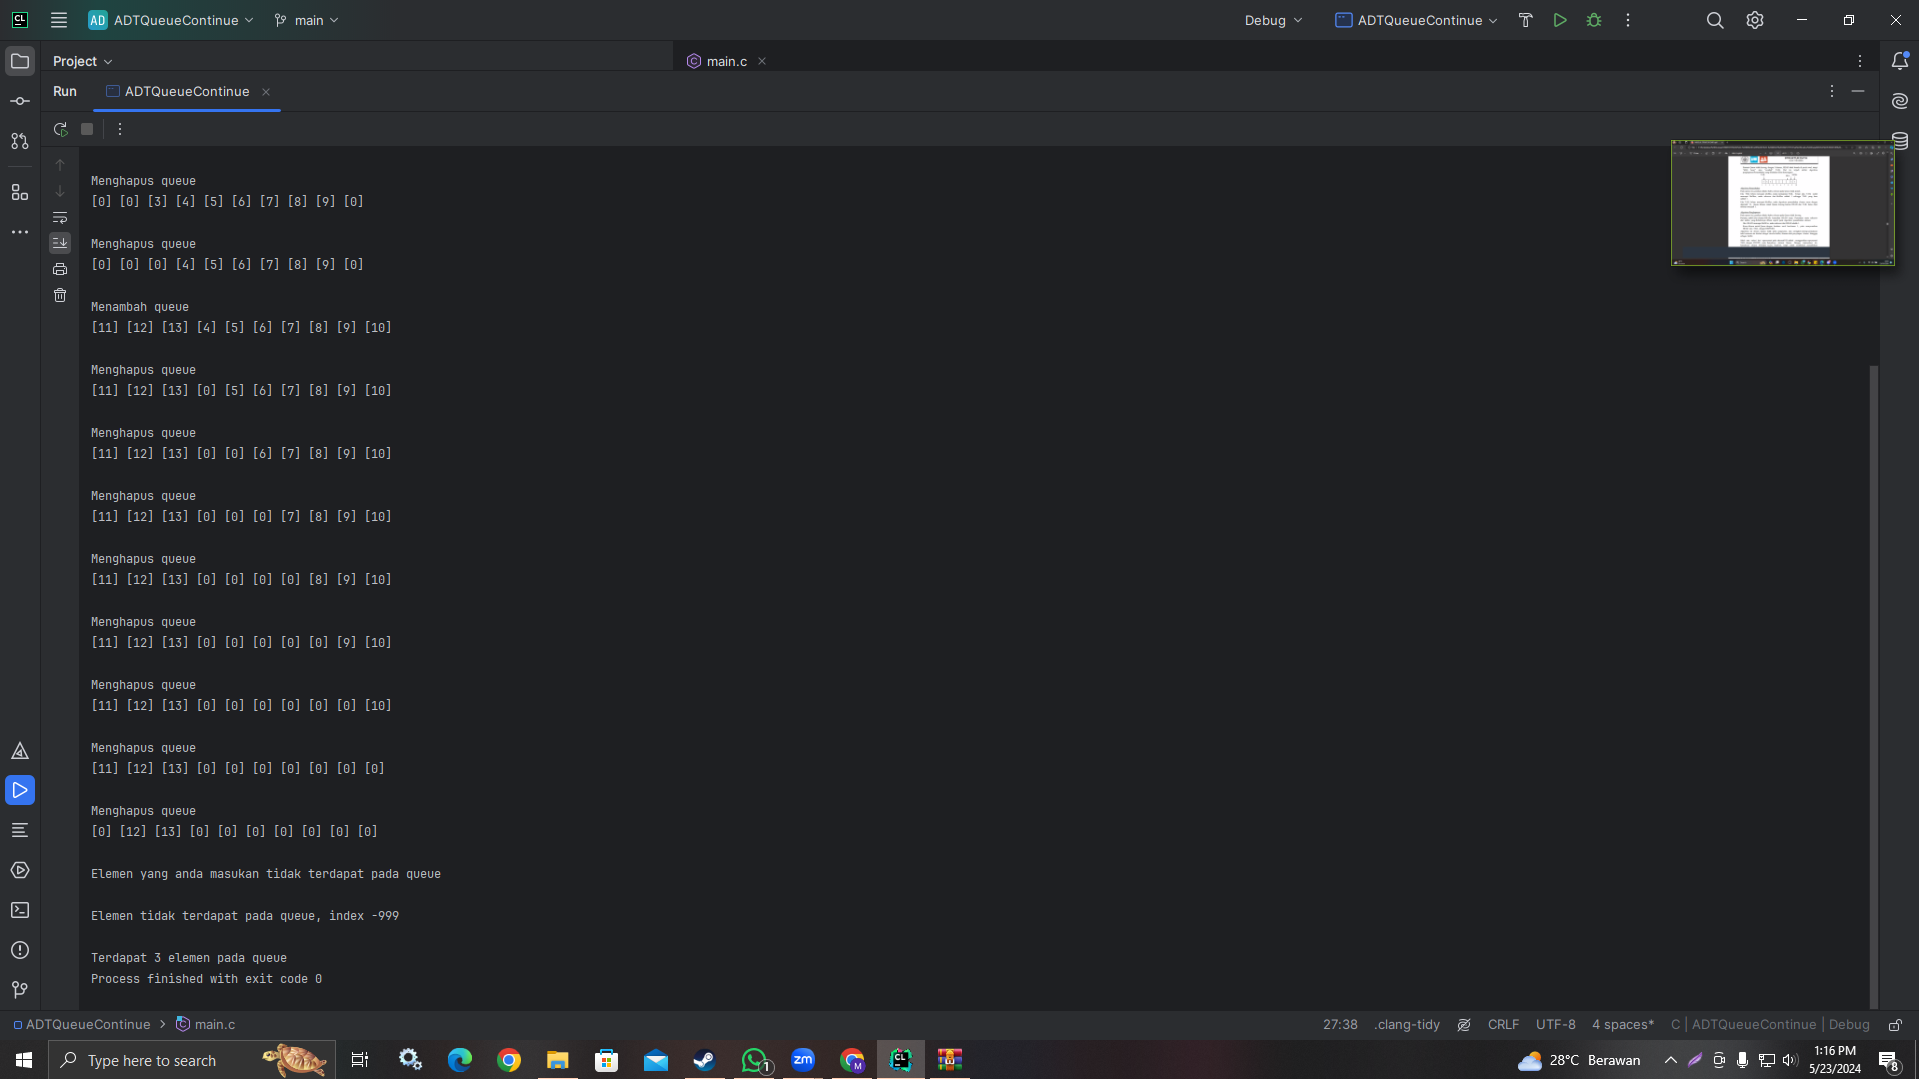 ADTQueueContinue
main
Debug
ADTQueueContinue
Project
main.c
Run
ADTQueueContinue
Menghapus queue
[0] [0] [3] [4] [5] [6] [7] [8] [9] [0]
Menghapus queue
[0] [0] [0] [4] [5] [6] [7] [8] [9] [0]
Menambah queue
[11] [12] [13] [4] [5] [6] [7] [8] [9] [10]
Menghapus queue
[11] [12] [13] [0] [5] [6] [7] [8] [9] [10]
Menghapus queue
[11] [12] [13] [0] [0] [6] [7] [8] [9] [10]
Menghapus queue
[11] [12] [13] [0] [0] [0] [7] [8] [9] [10]
Menghapus queue
[11] [12] [13] [0] [0] [0] [0] [8] [9] [10]
Menghapus queue
[11] [12] [13] [0] [0] [0] [0] [0] [9] [10]
Menghapus queue
[11] [12] [13] [0] [0] [0] [0] [0] [0] [10]
Menghapus queue
[11] [12] [13] [0] [0] [0] [0] [0] [0] [0]
Menghapus queue
[0] [12] [13] [0] [0] [0] [0] [0] [0] [0]
Elemen yang anda masukan tidak terdapat pada queue
Elemen tidak terdapat pada queue, index -999
Terdapat 3 elemen pada queue
Process finished with exit code 0
ADTQueueContinue > main.c
27:38 .clang-tidy CRLF UTF-8 4 spaces* C | ADTQueueContinue | Debug
Type here to search
28°C Berawan
1:16 PM
5/23/2024